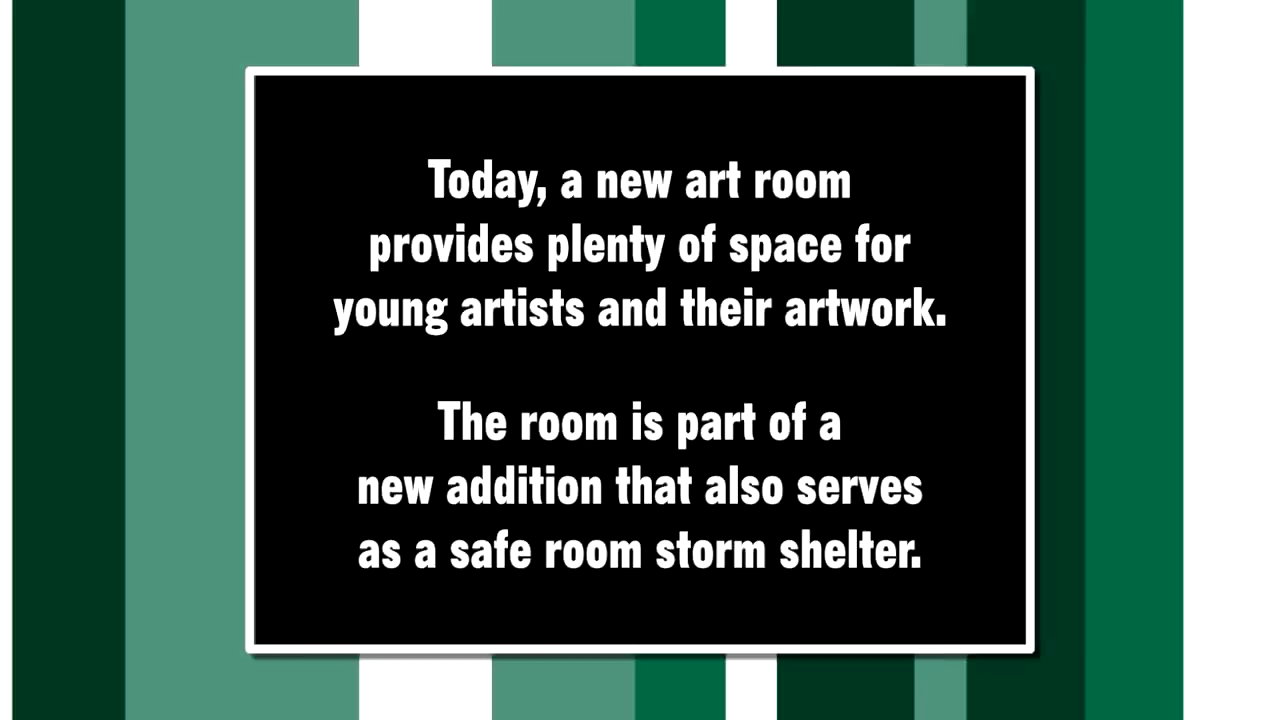 Today, a new art room
provides plenty of space for
young artists and their artwork.
The room is part of a
new addition that also serves
as a safe room storm shelter.